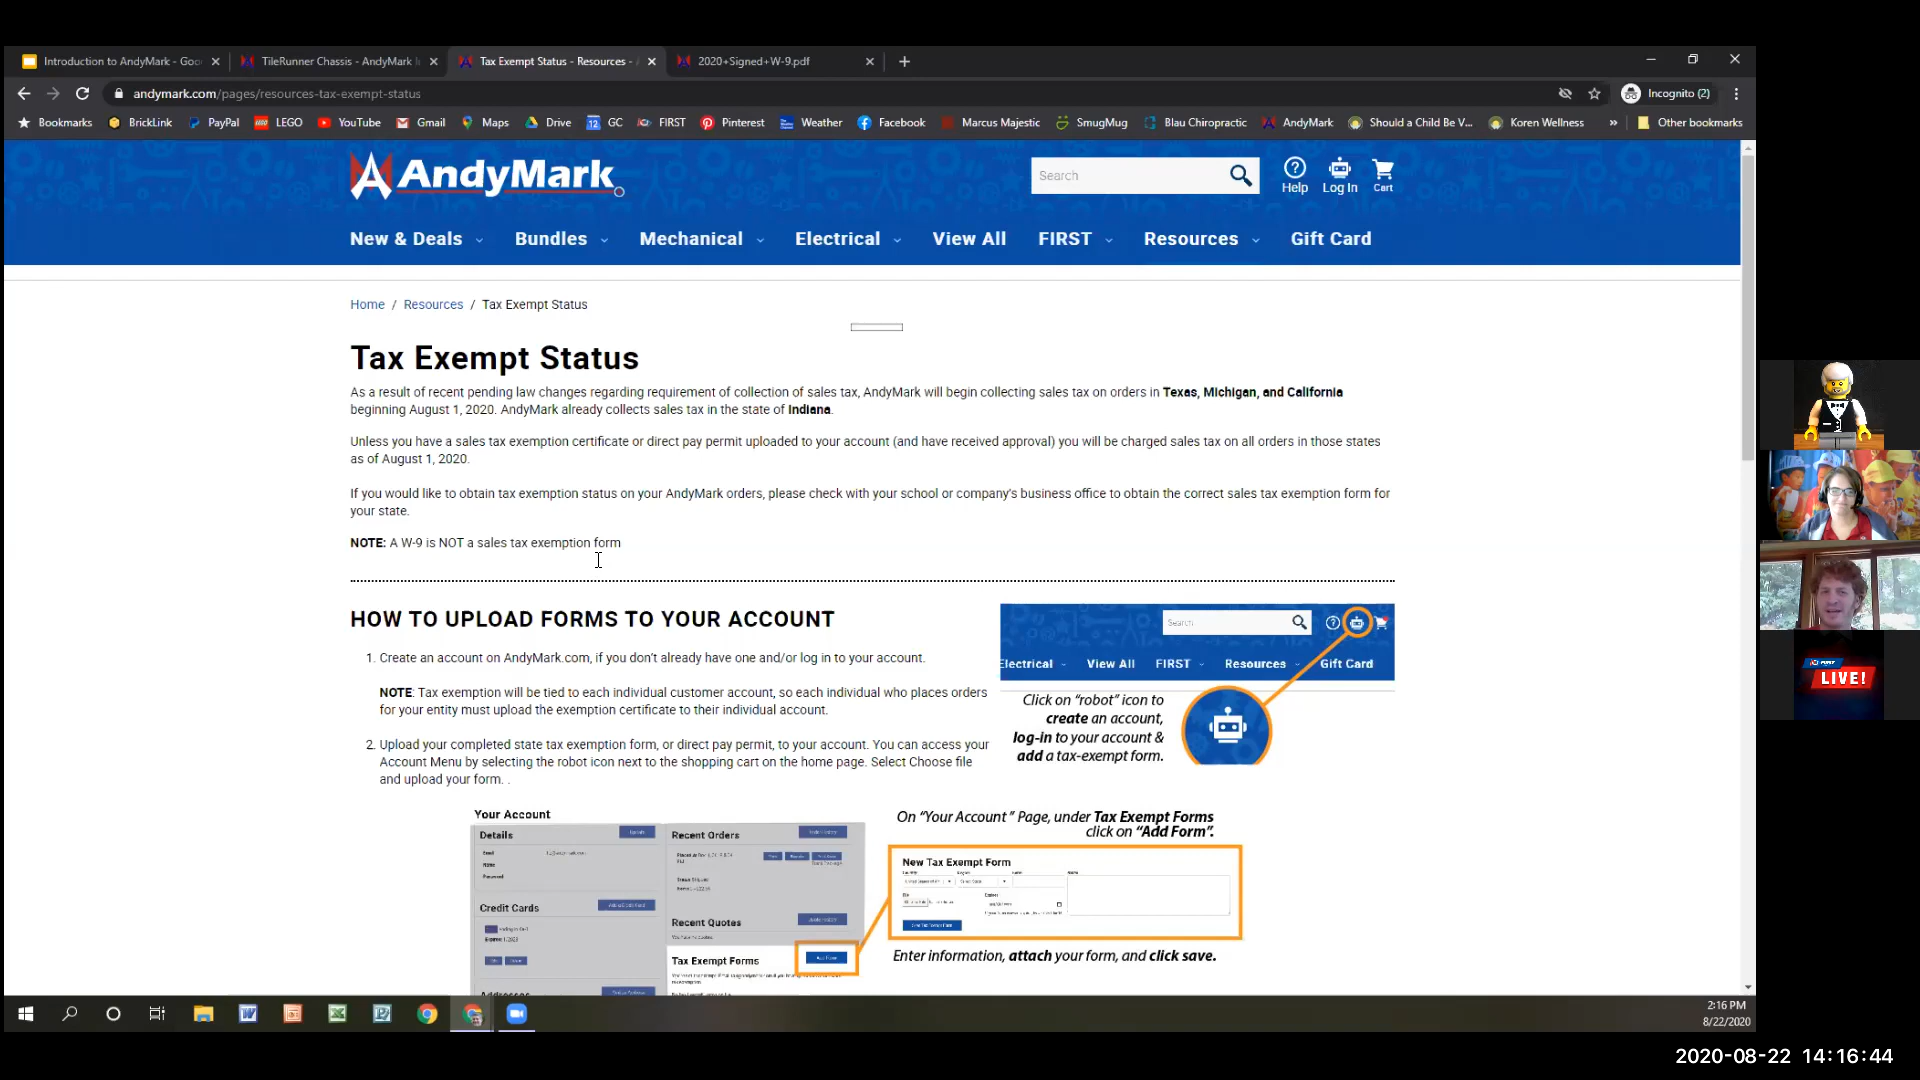 Introduction to AndyMark - Goo
TileRunner Chassis - AndyMark
Tax Exempt Status - Resources -
2020+Signed+W-9.pdf
andymark.com/pages/resources-tax-exempt-status
Incognito (2)
Bookmarks
BrickLink
PayPal
LEGO
YouTube
Gmail
Maps
Drive
GC
FIRST
Pinterest
Weather
Facebook
Marcus Majestic
SmugMug
Blau Chiropractic
AndyMark
Should a Child Be V...
Koren Wellness
»
Other bookmarks
AndyMark
Search
Help
Log In
Cart
New & Deals
Bundles
Mechanical
Electrical
View All
FIRST
Resources
Gift Card
Home / Resources / Tax Exempt Status
Tax Exempt Status
As a result of recent pending law changes regarding requirement of collection of sales tax, AndyMark will begin collecting sales tax on orders in Texas, Michigan, and California
beginning August 1, 2020. AndyMark already collects sales tax in the state of Indiana.
Unless you have a sales tax exemption certificate or direct pay permit uploaded to your account (and have received approval) you will be charged sales tax on all orders in those states
as of August 1, 2020.
If you would like to obtain tax exemption status on your AndyMark orders, please check with your school or company's business office to obtain the correct sales tax exemption form for
your state.
NOTE: A W-9 is NOT a sales tax exemption form
HOW TO UPLOAD FORMS TO YOUR ACCOUNT
1. Create an account on AndyMark.com, if you don't already have one and/or log in to your account.
NOTE: Tax exemption will be tied to each individual customer account, so each individual who places orders
for your entity must upload the exemption certificate to their individual account.
2. Upload your completed state tax exemption form, or direct pay permit, to your account. You can access your
Account Menu by selecting the robot icon next to the shopping cart on the home page. Select Choose file
and upload your form. .
Search
Electrical
View All
FIRST
Resources
Gift Card
Click on "robot" icon to
create an account,
log-in to your account &
add a tax-exempt form.
Your Account
Details
Email
Name
Password
Recent Orders
Credit Cards
Recent Quotes
Tax Exempt Forms
Add Form
Addresses
On "Your Account" Page, under Tax Exempt Forms
click on "Add Form".
New Tax Exempt Form
Enter information, attach your form, and click save.
FIRST
LIVE!
2:16 PM
8/22/2020
2020-08-22 14:16:44